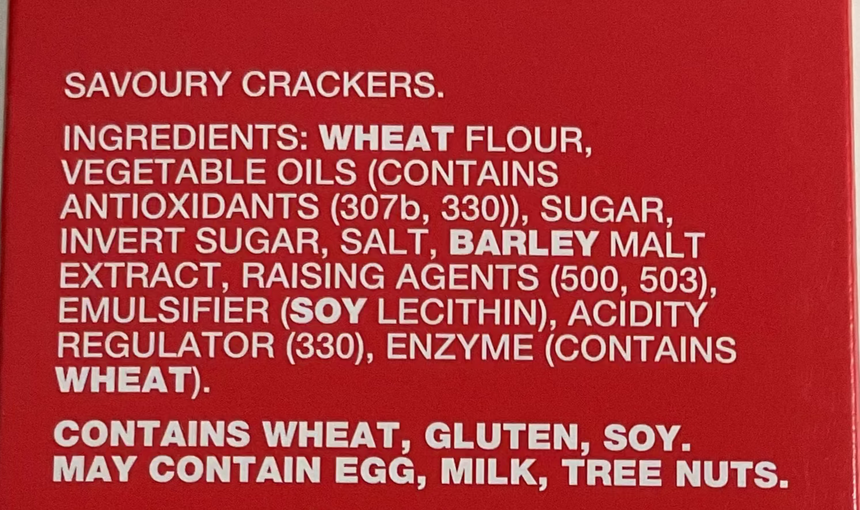 SAVOURY CRACKERS.
INGREDIENTS: WHEAT FLOUR,
VEGETABLE OILS (CONTAINS
ANTIOXIDANTS (307b, 330)), SUGAR,
INVERT SUGAR, SALT, BARLEY MALT
EXTRACT, RAISING AGENTS (500, 503),
EMULSIFIER (SOY LECITHIN), ACIDITY
REGULATOR (330), ENZYME (CONTAINS
WHEAT).
CONTAINS WHEAT, GLUTEN, SOY.
MAY CONTAIN EGG, MILK, TREE NUTS.